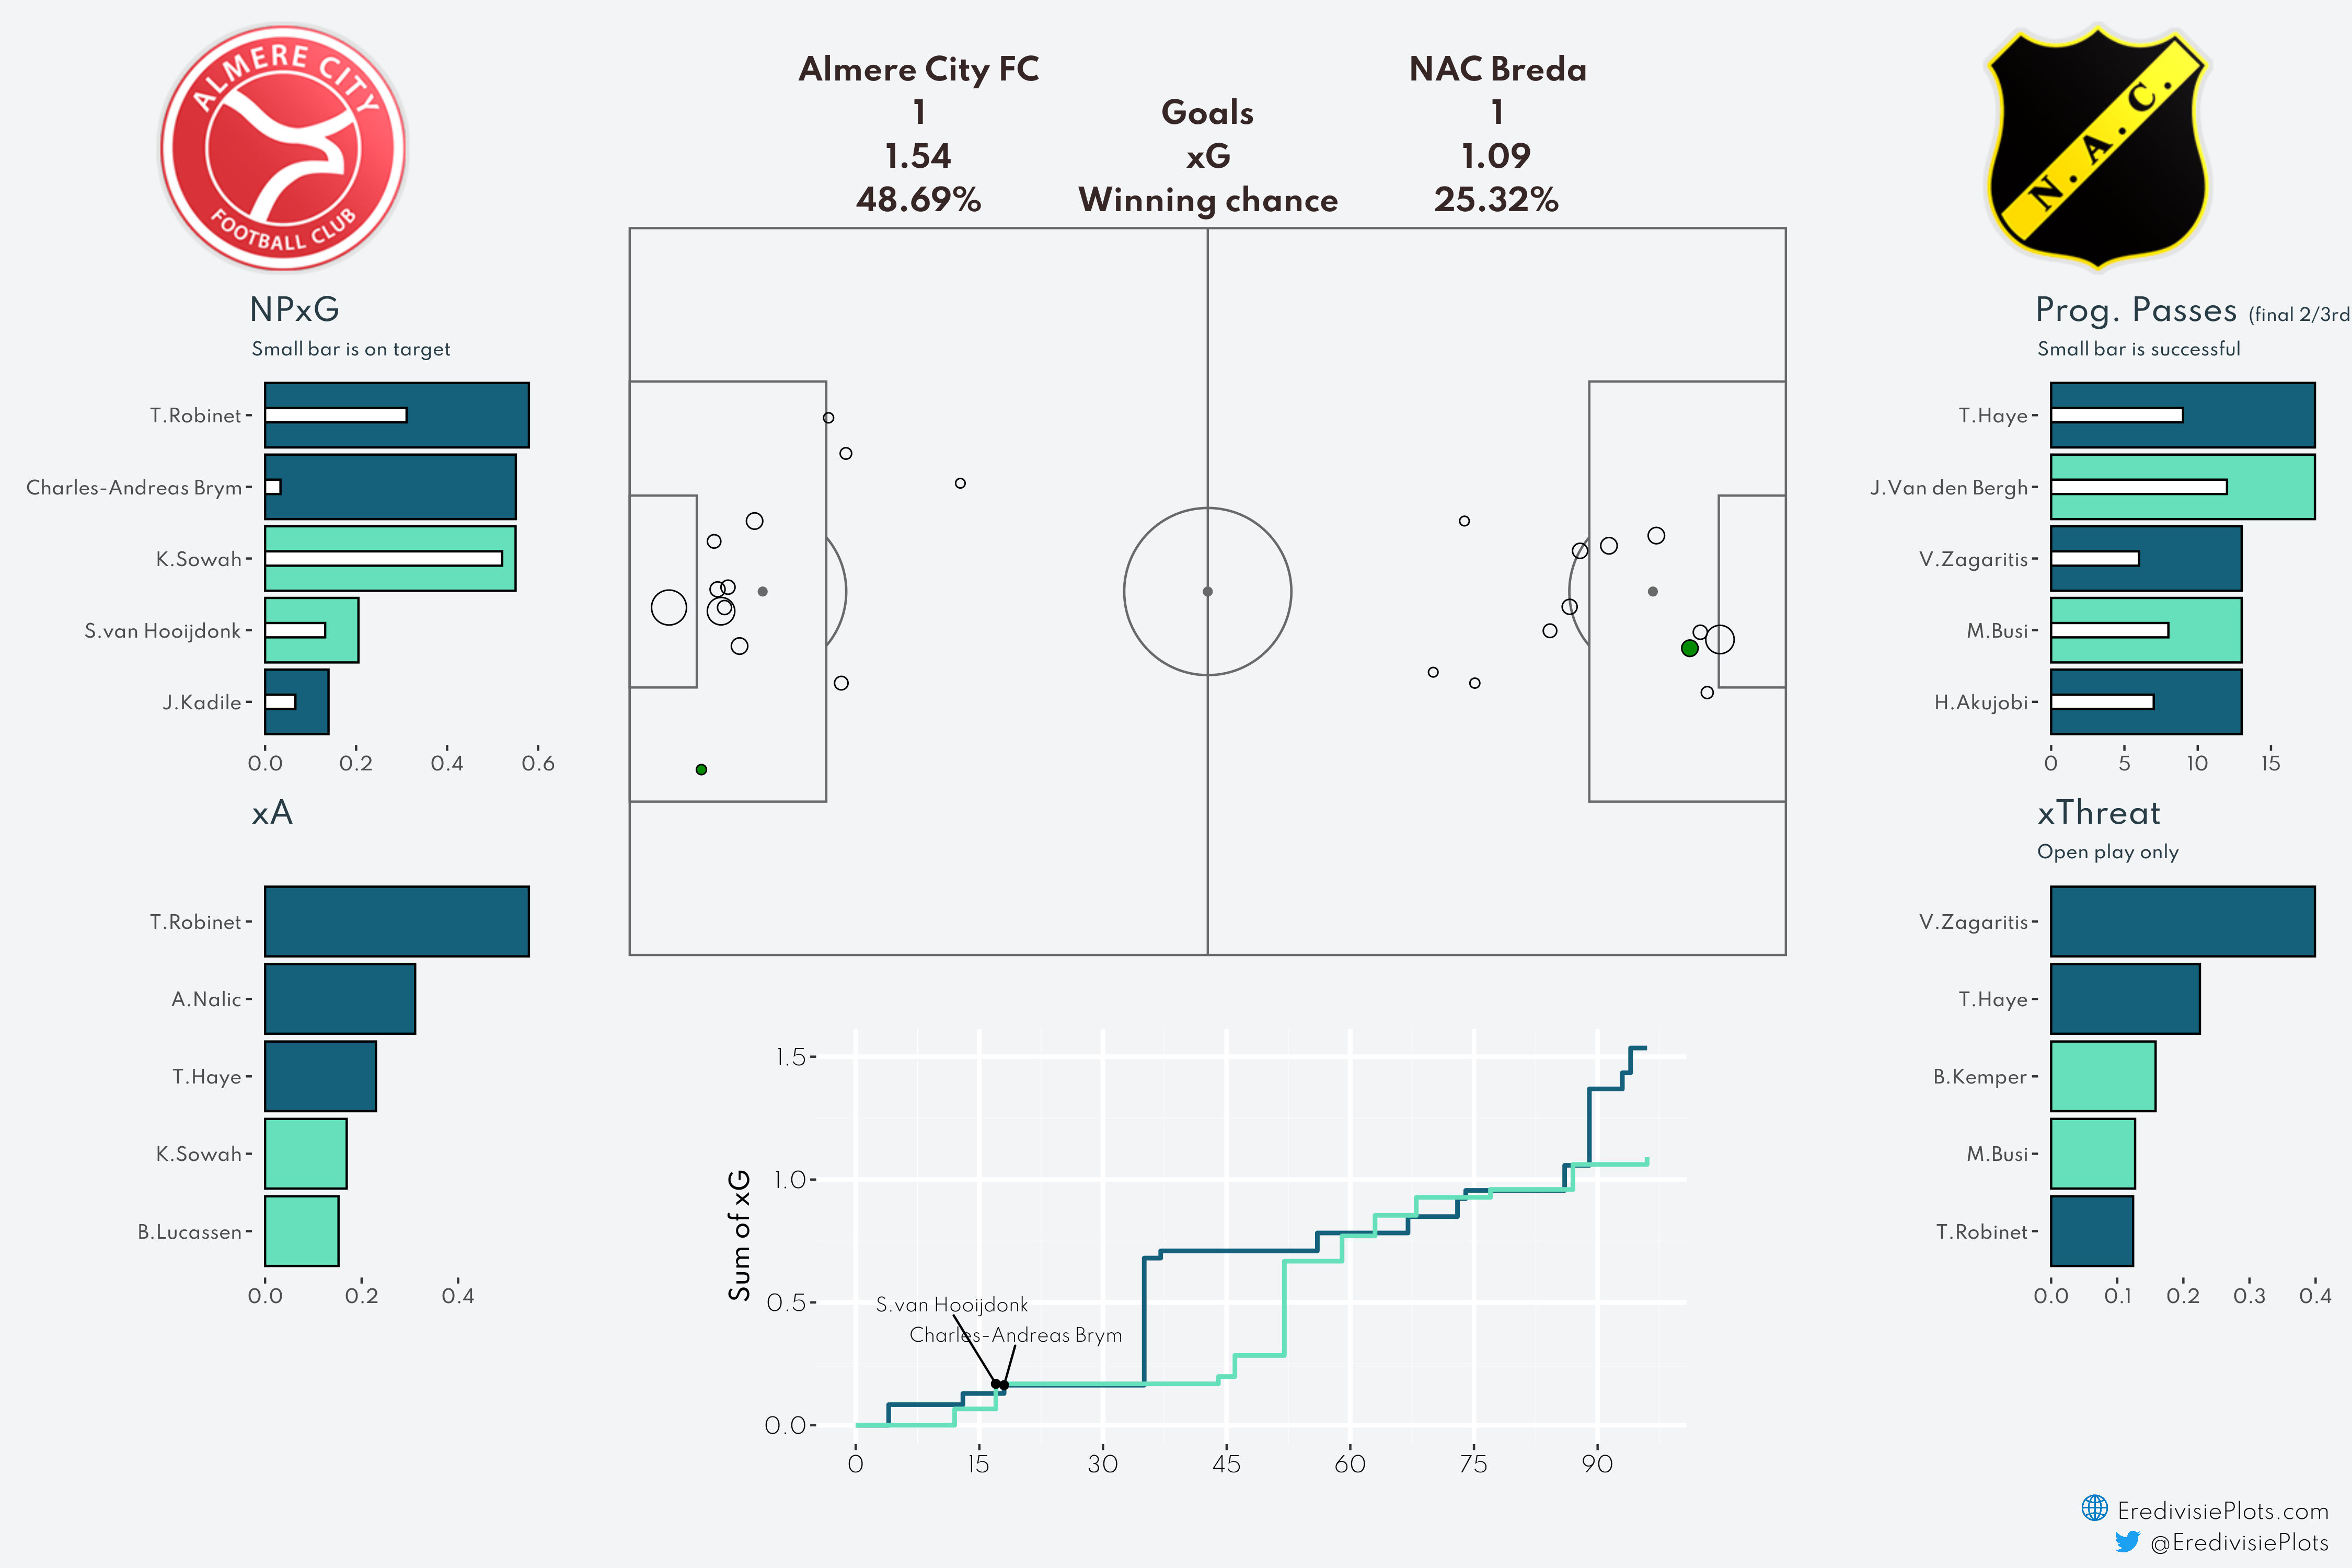 ALMERE CITY
FOOTBALL CLUB
Almere City FC
NAC Breda
1 Goals 1
1.54 xG 1.09
48.69% Winning chance 25.32%
N.A.C.
NPxG
Small bar is on target
T.Robinet
Charles-Andreas Brym
K.Sowah
S.van Hooijdonk
J.Kadile
0.0 0.2 0.4 0.6
xA
T.Robinet
A.Nalic
T.Haye
K.Sowah
B.Lucassen
0.0 0.2 0.4
Sum of xG
1.5
1.0
0.5
0.0
S.van Hooijdonk
Charles-Andreas Brym
0 15 30 45 60 75 90
Prog. Passes (final 2/3rd
Small bar is successful
T.Haye
J.Van den Bergh
V.Zagaritis
M.Busi
H.Akujobi
0 5 10 15
xThreat
Open play only
V.Zagaritis
T.Haye
B.Kemper
M.Busi
T.Robinet
0.0 0.1 0.2 0.3 0.4
EredivisiePlots.com
@EredivisiePlots